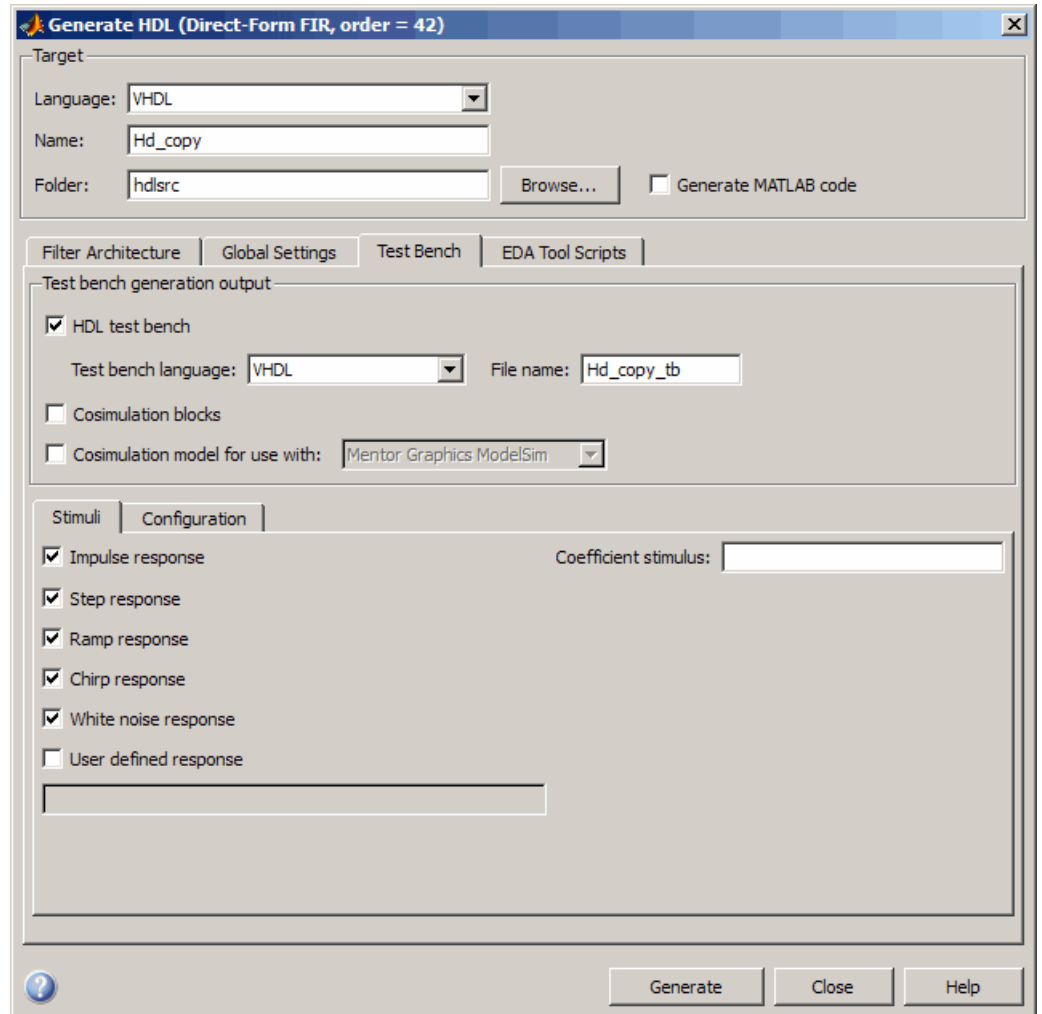 Generate HDL (Direct-Form FIR, order = 42)
Target
Language: VHDL
Name: Hd_copy
Folder: hdlsrc Browse... Generate MATLAB code
Filter Architecture Global Settings Test Bench EDA Tool Scripts
Test bench generation output
HDL test bench
Test bench language: VHDL File name: Hd_copy_tb
Cosimulation blocks
Cosimulation model for use with: Mentor Graphics ModelSim
Stimuli Configuration
Impulse response Coefficient stimulus:
Step response
Ramp response
Chirp response
White noise response
User defined response
? Generate Close Help